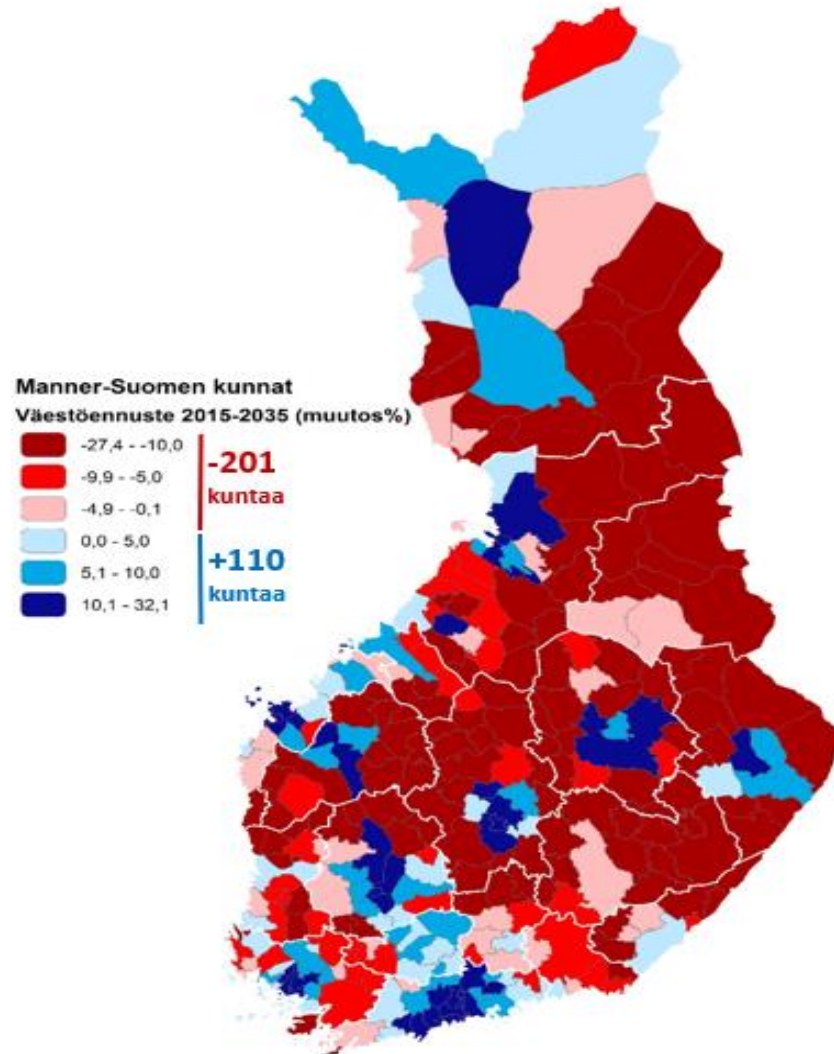 Manner-Suomen kunnat
Väestöennuste 2015-2035 (muutos%)
-27,4 - -10,0
-9,9 - -5,0
-4,9 - -0,1
0,0 - 5,0
5,1 - 10,0
10,1 - 32,1
-201
kuntaa
+110
kuntaa